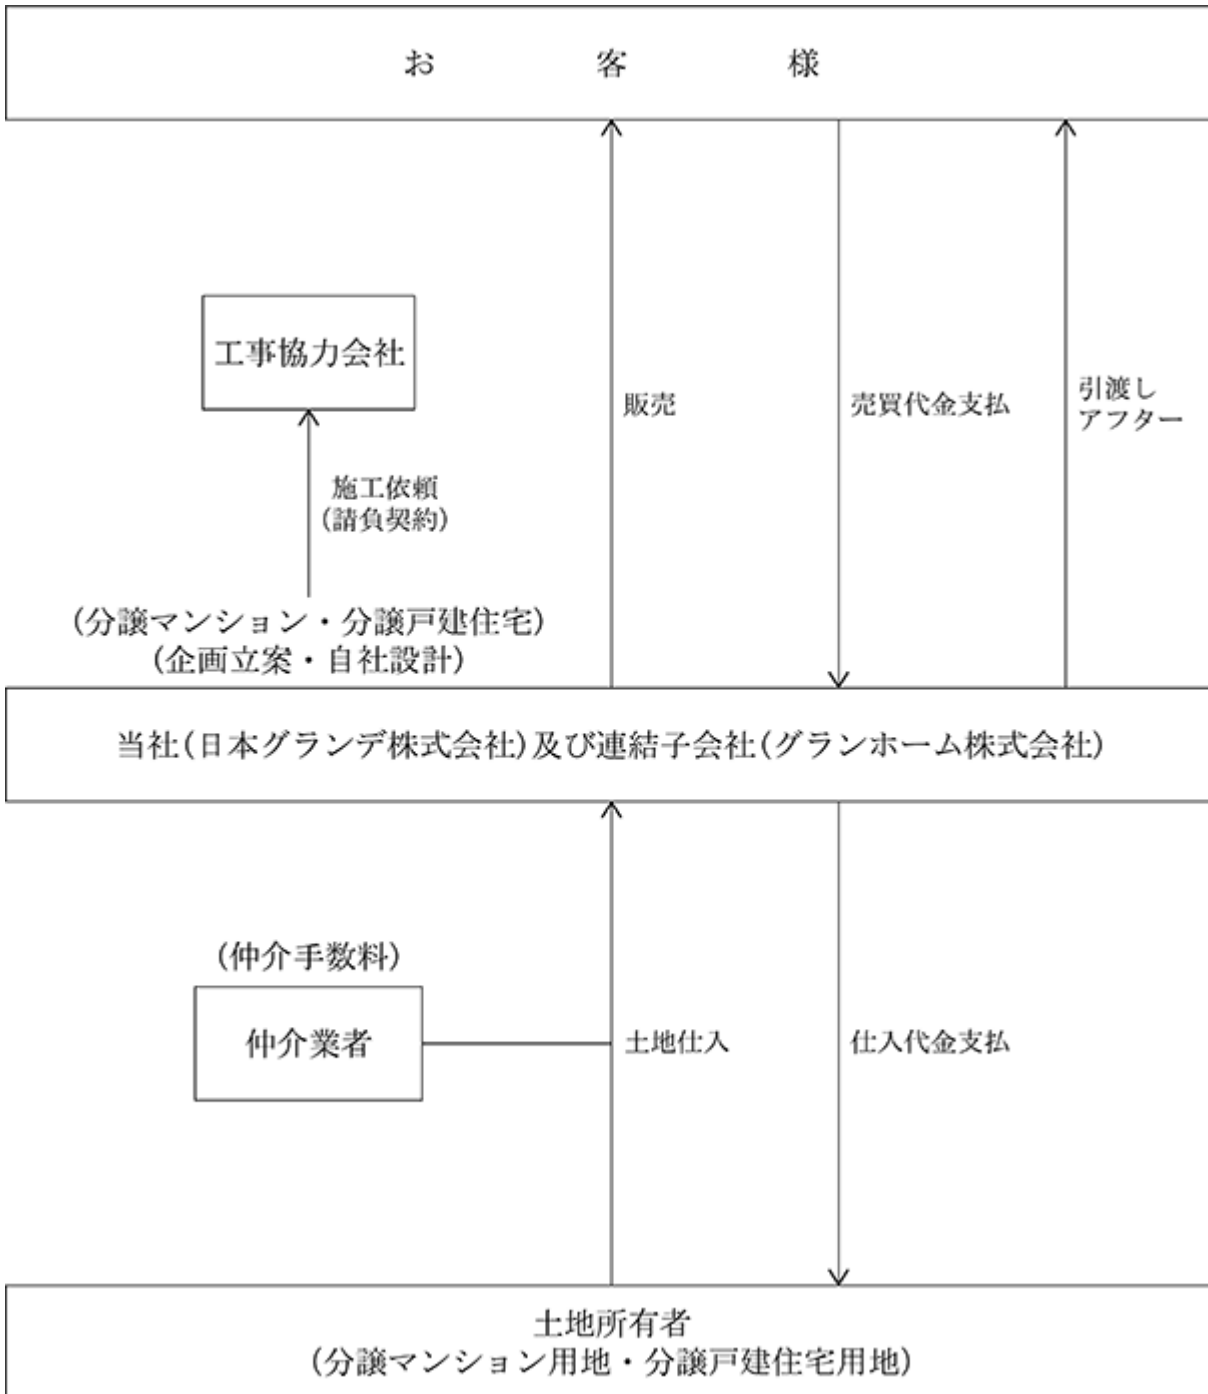 お客様
工事協力会社
販売
売買代金支払
引渡し
アフター
施工依頼
(請負契約)
(分譲マンション・分譲戸建住宅)
(企画立案・自社設計)
当社(日本グランデ株式会社)及び連結子会社(グランホーム株式会社)
(仲介手数料)
仲介業者
土地仕入
仕入代金支払
土地所有者
(分譲マンション用地・分譲戸建住宅用地)